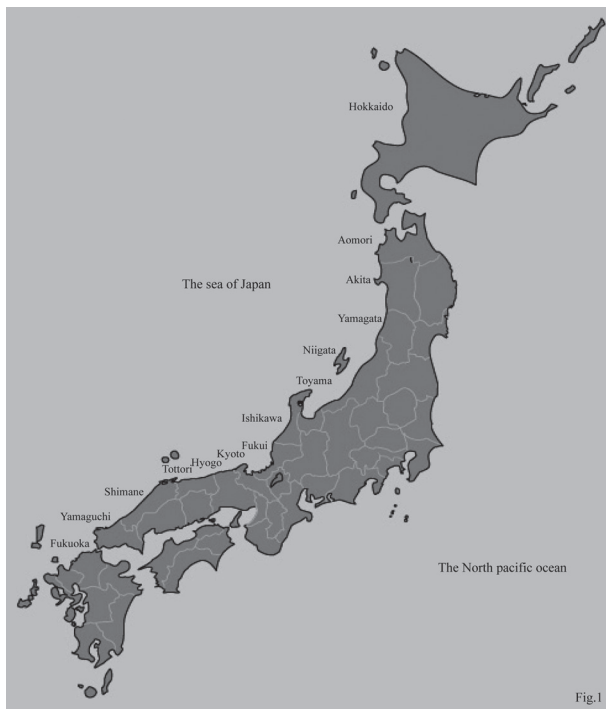 Hokkaido
Aomori
The sea of Japan
Akita
Yamagata
Niigata
Toyama
Ishikawa
Fukui
Kyoto
Hyogo
Tottori
Shimane
Yamaguchi
Fukuoka
The North pacific ocean
Fig.1